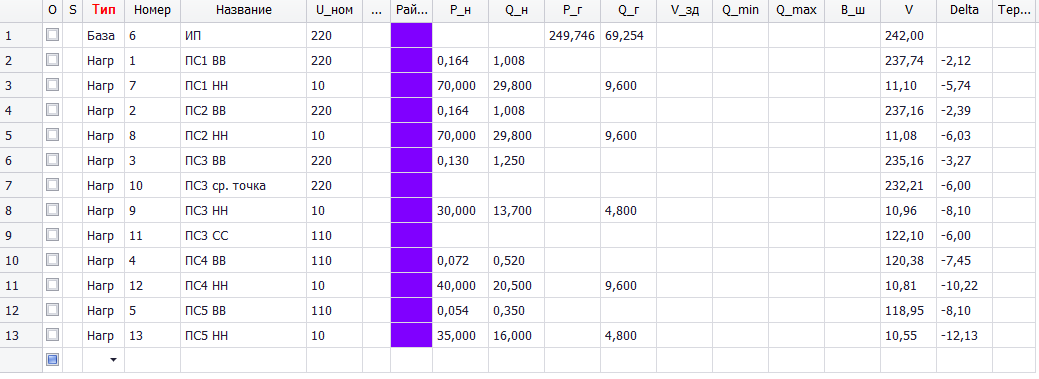 O S Тип Номер Название U_ном ... Рай... P_н Q_н P_г Q_г V_зд Q_min Q_max B_ш V Delta Тер...
1 База 6 ИП 220 249,746 69,254 242,00
2 Нагр 1 ПС1 ВВ 220 0,164 1,008 237,74 -2,12
3 Нагр 7 ПС1 НН 10 70,000 29,800 9,600 11,10 -5,74
4 Нагр 2 ПС2 ВВ 220 0,164 1,008 237,16 -2,39
5 Нагр 8 ПС2 НН 10 70,000 29,800 9,600 11,08 -6,03
6 Нагр 3 ПС3 ВВ 220 0,130 1,250 235,16 -3,27
7 Нагр 10 ПС3 ср. точка 220 232,21 -6,00
8 Нагр 9 ПС3 НН 10 30,000 13,700 4,800 10,96 -8,10
9 Нагр 11 ПС3 СС 110 122,10 -6,00
10 Нагр 4 ПС4 ВВ 110 0,072 0,520 120,38 -7,45
11 Нагр 12 ПС4 НН 10 40,000 20,500 9,600 10,81 -10,22
12 Нагр 5 ПС5 ВВ 110 0,054 0,350 118,95 -8,10
13 Нагр 13 ПС5 НН 10 35,000 16,000 4,800 10,55 -12,13